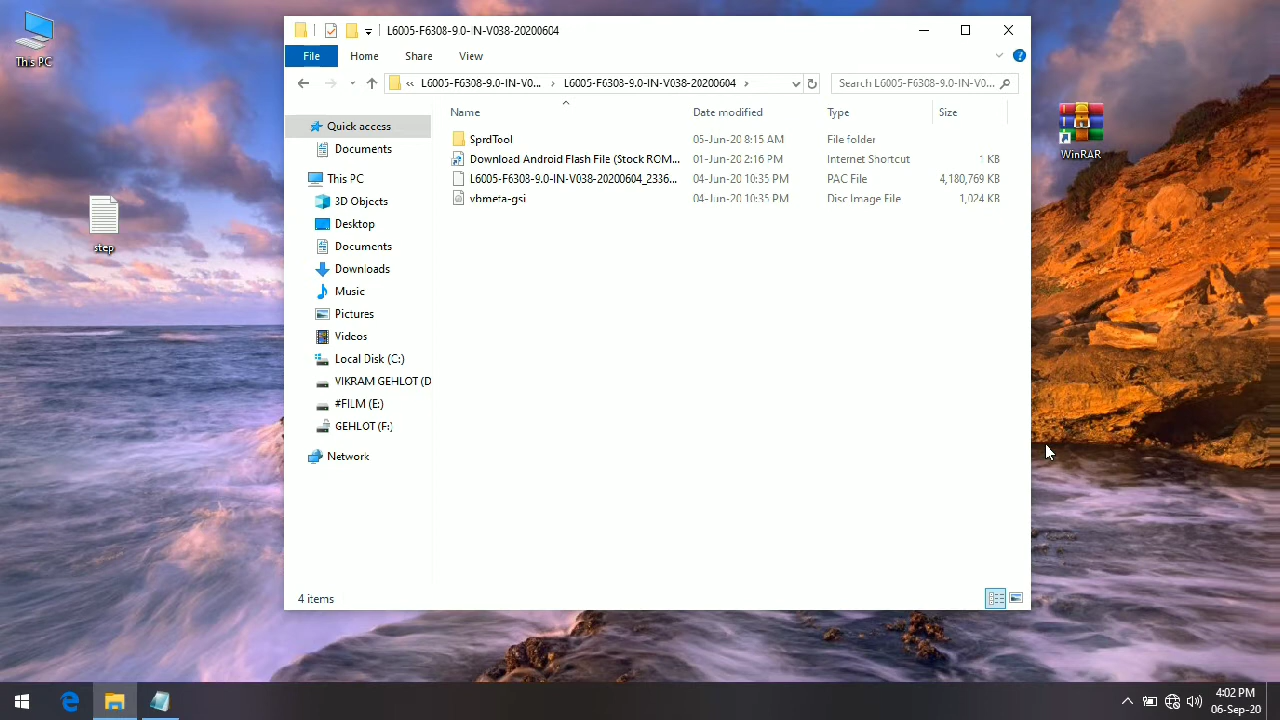 This PC
step
WinRAR
L6005-F6308-9.0-IN-V038-20200604
File Home Share View
« L6005-F6308-9.0-IN-V0... › L6005-F6308-9.0-IN-V038-20200604 ›
Search L6005-F6308-9.0-IN-V0...
Name Date modified Type Size
SprdTool 05-Jun-20 8:15 AM File folder
Download Android Flash File (Stock ROM... 01-Jun-20 2:16 PM Internet Shortcut 1 KB
L6005-F6308-9.0-IN-V038-20200604_2336... 04-Jun-20 10:35 PM PAC File 4,180,769 KB
vbmeta-gsi 04-Jun-20 10:35 PM Disc Image File 1,024 KB
Quick access
Documents
This PC
3D Objects
Desktop
Documents
Downloads
Music
Pictures
Videos
Local Disk (C:)
VIKRAM GEHLOT (D
#FILM (E:)
GEHLOT (F:)
Network
4 items
4:02 PM
06-Sep-20